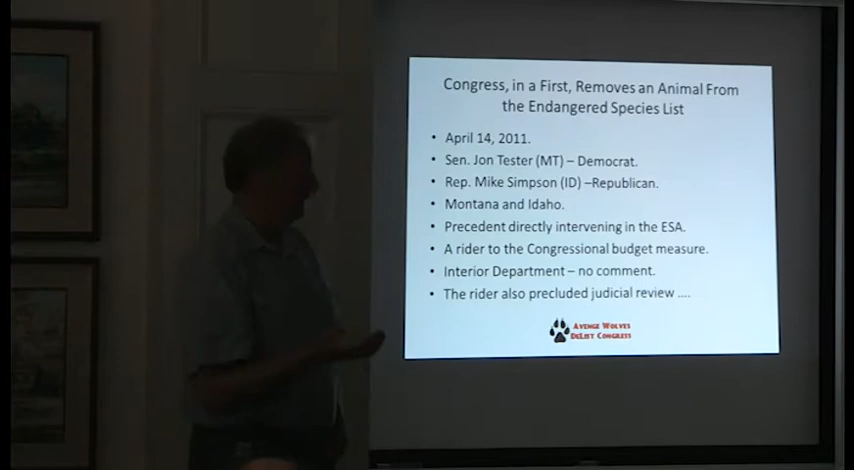 Congress, in a First, Removes an Animal From
the Endangered Species List
• April 14, 2011.
• Sen. Jon Tester (MT) – Democrat.
• Rep. Mike Simpson (ID) –Republican.
• Montana and Idaho.
• Precedent directly intervening in the ESA.
• A rider to the Congressional budget measure.
• Interior Department – no comment.
• The rider also precluded judicial review ....
Avenge Wolves
DeList Congress